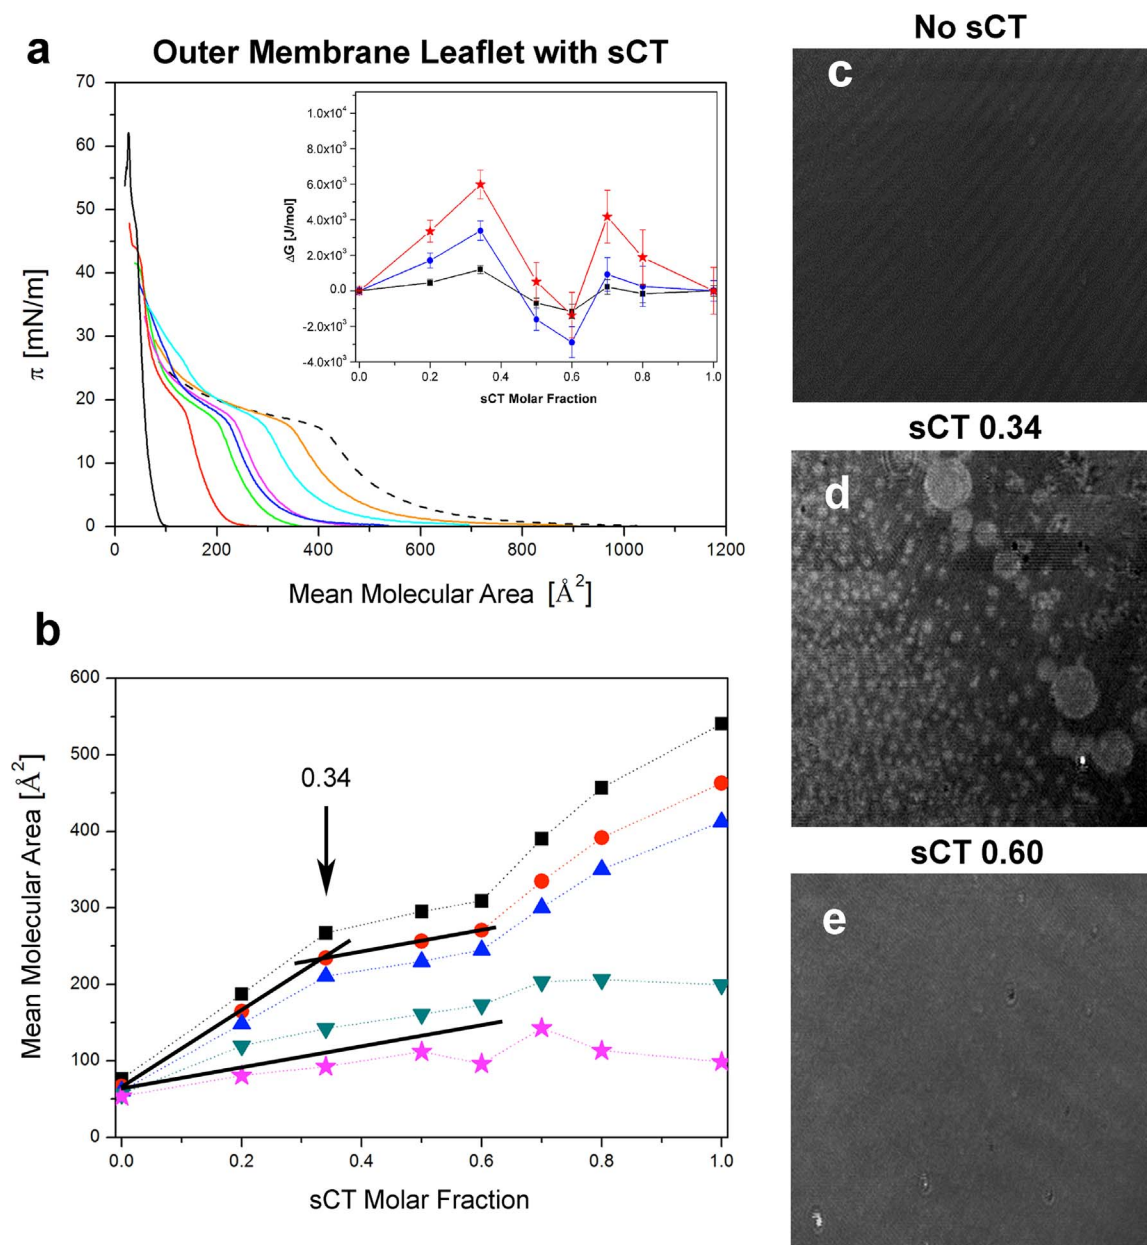 a
Outer Membrane Leaflet with sCT
70
60
50
40
30
20
10
0
π [mN/m]
0 200 400 600 800 1000 1200
Mean Molecular Area [Å²]
1.0x10⁴
8.0x10³
6.0x10³
4.0x10³
2.0x10³
0.0
-2.0x10³
-4.0x10³
ΔG [J/mol]
0.0 0.2 0.4 0.6 0.8 1.0
sCT Molar Fraction
b
600
500
400
300
200
100
0
Mean Molecular Area [Å²]
0.34
0.0 0.2 0.4 0.6 0.8 1.0
sCT Molar Fraction
No sCT
c
sCT 0.34
d
sCT 0.60
e